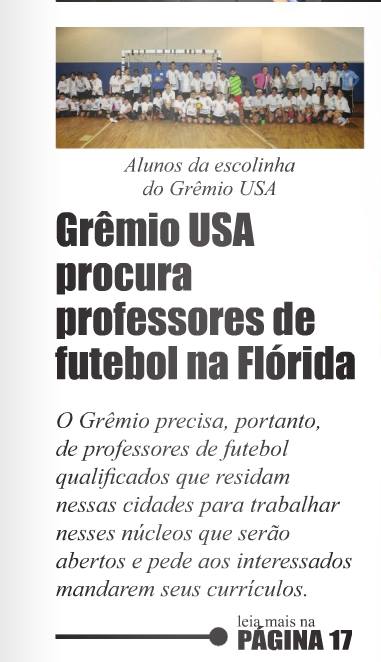 Alunos da escolinha
do Grêmio USA
Grêmio USA
procura
professores de
futebol na Flórida
O Grêmio precisa, portanto,
de professores de futebol
qualificados que residam
nessas cidades para trabalhar
nesses núcleos que serão
abertos e pede aos interessados
mandarem seus currículos.
leia mais na
PÁGINA 17